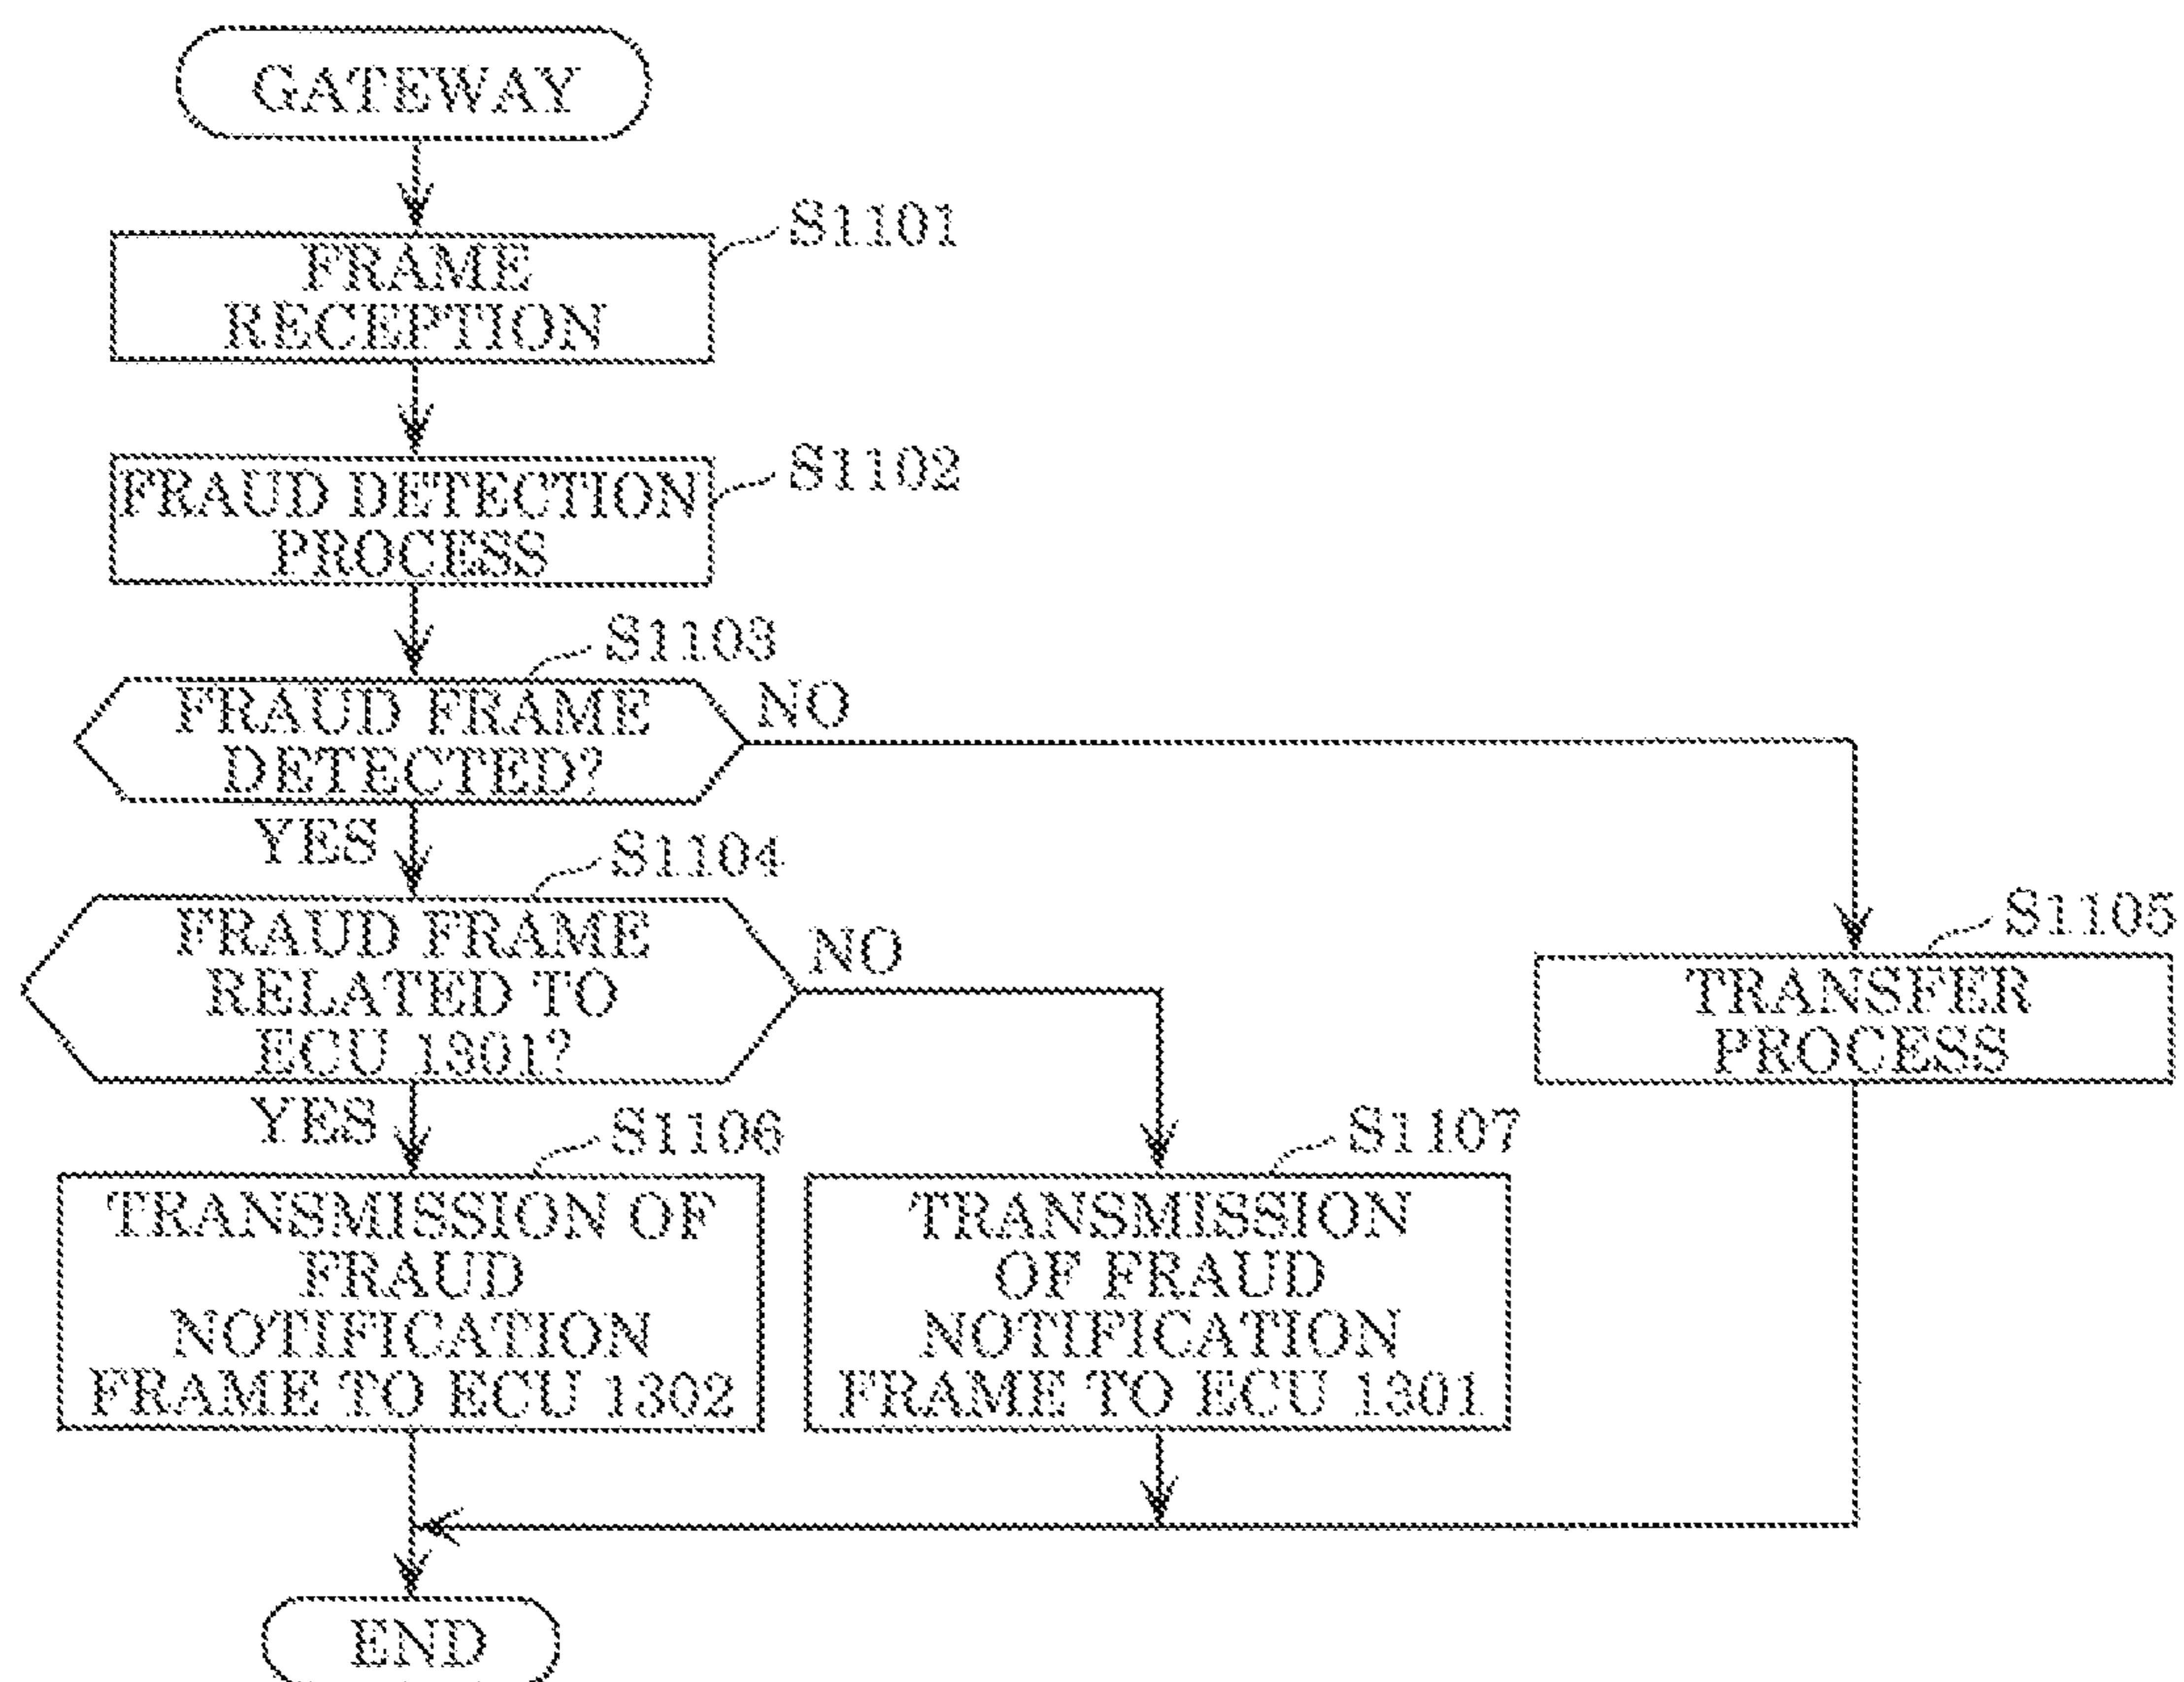 GATEWAY
S1101
FRAME
RECEPTION
S1102
FRAUD DETECTION
PROCESS
S1103
FRAUD FRAME
DETECTED?
NO
YES
S1104
FRAUD FRAME
RELATED TO
ECU 1301?
NO
S1105
TRANSFER
PROCESS
YES
S1106
TRANSMISSION OF
FRAUD
NOTIFICATION
FRAME TO ECU 1302
S1107
TRANSMISSION
OF FRAUD
NOTIFICATION
FRAME TO ECU 1301
END